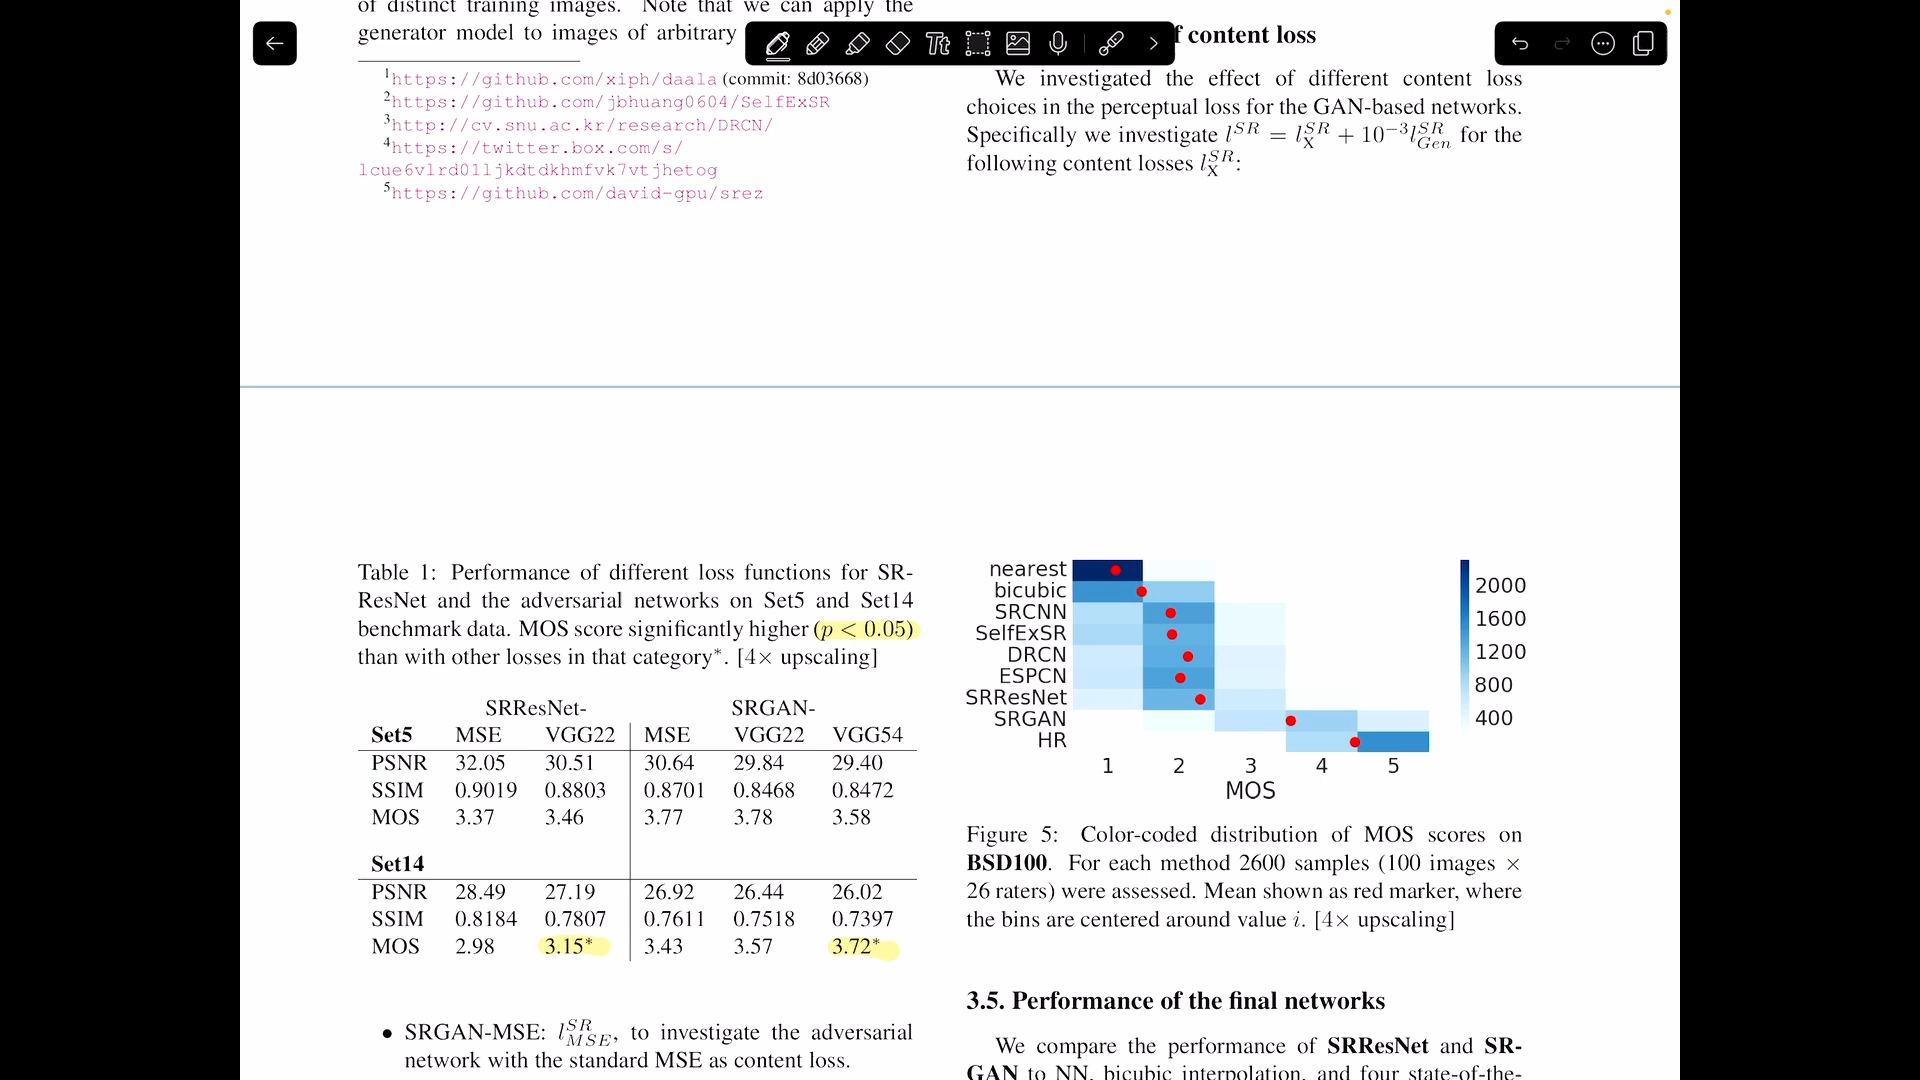 of distinct training images. Note that we can apply the
generator model to images of arbitrary
1https://github.com/xiph/daala (commit: 8d03668)
2https://github.com/jbhuang0604/SelfExSR
3http://cv.snu.ac.kr/research/DRCN/
4https://twitter.box.com/s/
lcue6vlrd01ljkdtdkhmfvk7vtjhetog
5https://github.com/david-gpu/srez
f content loss
We investigated the effect of different content loss
choices in the perceptual loss for the GAN-based networks.
Specifically we investigate l^SR = l_X^SR + 10^−3 l_Gen^SR for the
following content losses l_X^SR:
Tt
Table 1: Performance of different loss functions for SR-
ResNet and the adversarial networks on Set5 and Set14
benchmark data. MOS score significantly higher (p < 0.05)
than with other losses in that category*. [4× upscaling]
SRResNet- SRGAN-
Set5 MSE VGG22 MSE VGG22 VGG54
PSNR 32.05 30.51 30.64 29.84 29.40
SSIM 0.9019 0.8803 0.8701 0.8468 0.8472
MOS 3.37 3.46 3.77 3.78 3.58
Set14
PSNR 28.49 27.19 26.92 26.44 26.02
SSIM 0.8184 0.7807 0.7611 0.7518 0.7397
MOS 2.98 3.15* 3.43 3.57 3.72*
• SRGAN-MSE: l_MSE^SR, to investigate the adversarial
network with the standard MSE as content loss.
nearest
bicubic
SRCNN
SelfExSR
DRCN
ESPCN
SRResNet
SRGAN
HR
1 2 3 4 5
MOS
2000
1600
1200
800
400
Figure 5: Color-coded distribution of MOS scores on
BSD100. For each method 2600 samples (100 images ×
26 raters) were assessed. Mean shown as red marker, where
the bins are centered around value i. [4× upscaling]
3.5. Performance of the final networks
We compare the performance of SRResNet and SR-
GAN to NN, bicubic interpolation, and four state-of-the-